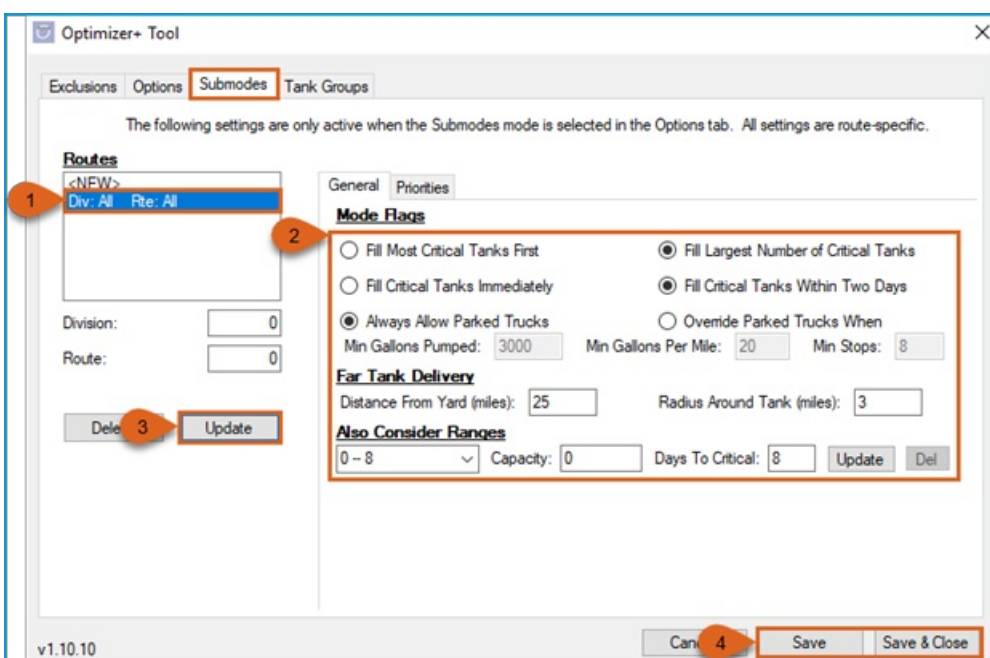 Optimizer+ Tool
Exclusions Options Submodes Tank Groups
The following settings are only active when the Submodes mode is selected in the Options tab. All settings are route-specific.
Routes
<NEW>
1 Div: All Rte: All
General Priorities
Mode Flags
2
Fill Most Critical Tanks First Fill Largest Number of Critical Tanks
Fill Critical Tanks Immediately Fill Critical Tanks Within Two Days
Division: 0 Always Allow Parked Trucks Override Parked Trucks When
Route: 0 Min Gallons Pumped: 3000 Min Gallons Per Mile: 20 Min Stops: 8
Far Tank Delivery
Distance From Yard (miles): 25 Radius Around Tank (miles): 3
Dele 3 Update
Also Consider Ranges
0 -- 8 Capacity: 0 Days To Critical: 8 Update Del
v1.10.10 Can 4 Save Save & Close